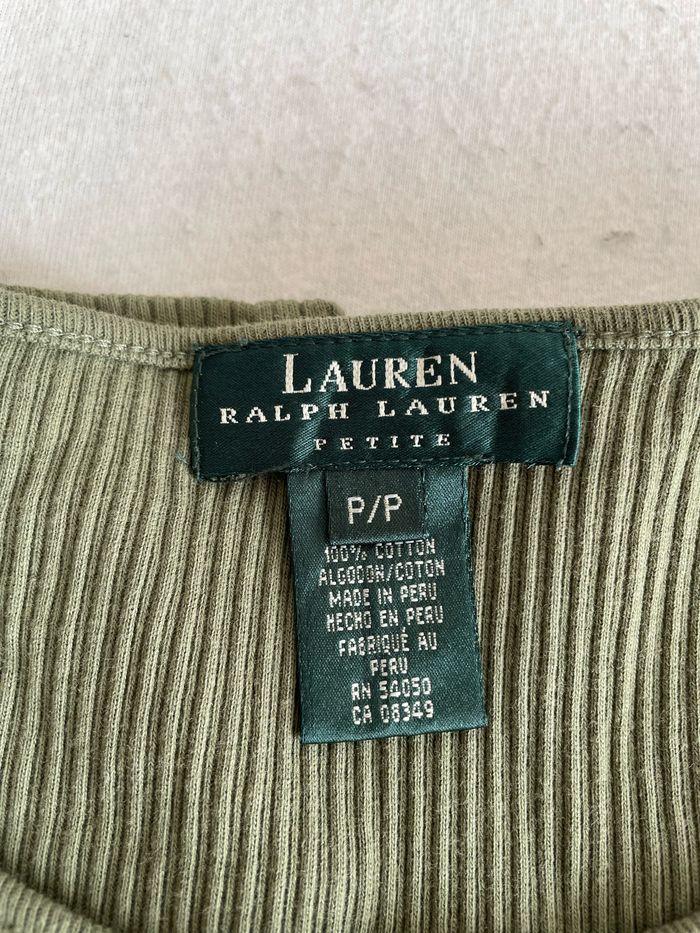 LAUREN
RALPH LAUREN
PETITE
P/P
100% COTTON
ALGODON/COTON
MADE IN PERU
HECHO EN PERU
FABRIQUÉ AU
PERU
RN 54050
CA 08349